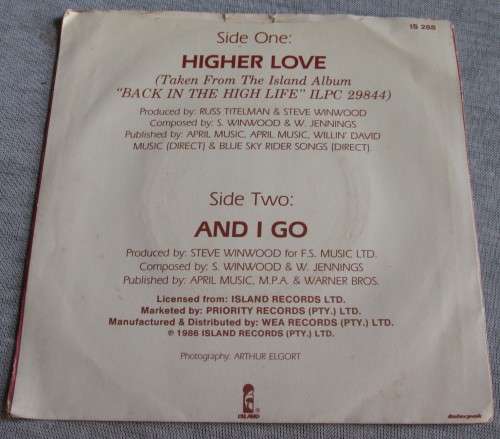 IS 265
Side One:
HIGHER LOVE
(Taken From The Island Album
"BACK IN THE HIGH LIFE" ILPC 29844)
Produced by: RUSS TITELMAN & STEVE WINWOOD
Composed by: S. WINWOOD & W. JENNINGS
Published by: APRIL MUSIC, APRIL MUSIC, WILLIN' DAVID
MUSIC (DIRECT) & BLUE SKY RIDER SONGS (DIRECT).
Side Two:
AND I GO
Produced by: STEVE WINWOOD for F.S. MUSIC LTD.
Composed by: S. WINWOOD & W. JENNINGS
Published by: APRIL MUSIC, M.P.A. & WARNER BROS.
Licensed from: ISLAND RECORDS LTD.
Marketed by: PRIORITY RECORDS (PTY.) LTD.
Manufactured & Distributed by: WEA RECORDS (PTY.) LTD.
℗ 1986 ISLAND RECORDS LTD.
Photography: ARTHUR ELGORT
ISLAND ®
Interpak